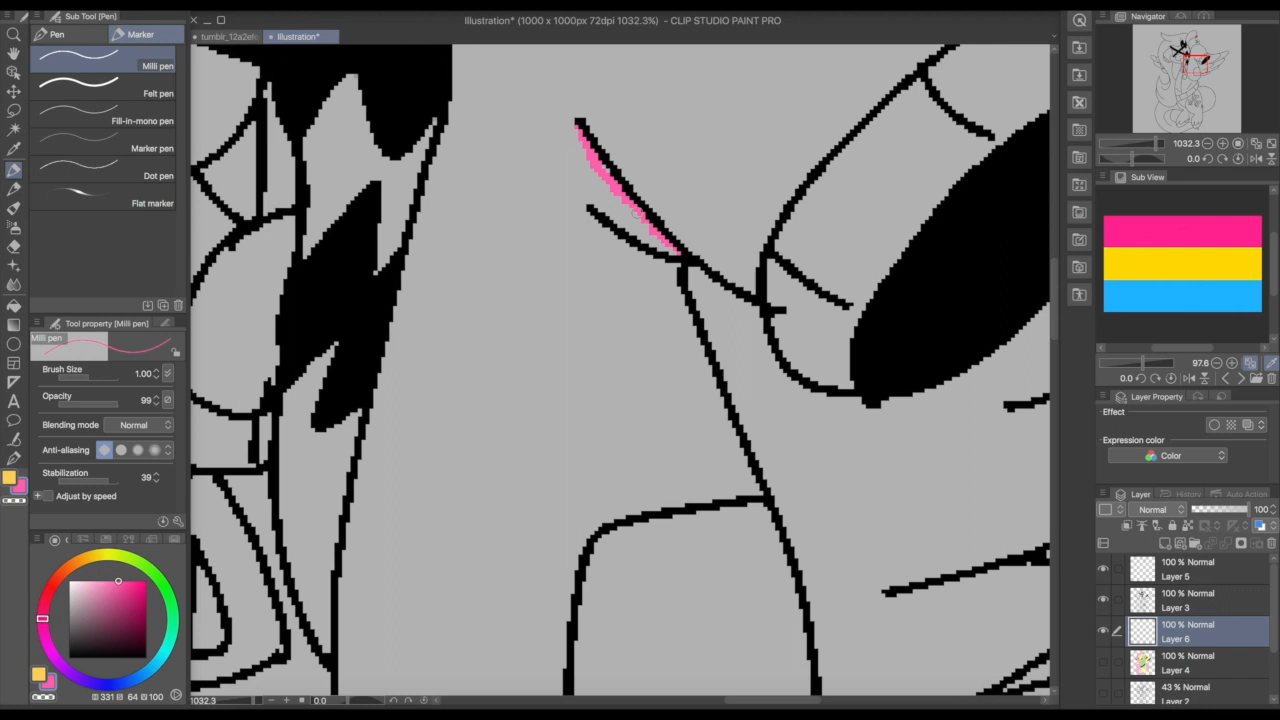 Sub Tool [Pen]
Illustration* (1000 x 1000px 72dpi 1032.3%) - CLIP STUDIO PAINT PRO
Navigator
Pen
Marker
tumblr_12a2ef
Illustration*
Milli pen
Felt pen
Fill-in-mono pen
Marker pen
Dot pen
Flat marker
1032.3
0.0
Sub View
Tool property [Milli pen]
Milli pen
Brush Size
1.00
Opacity
99
Blending mode
Normal
Anti-aliasing
Stabilization
39
Adjust by speed
97.6
0.0
Layer Property
Effect
Expression color
Color
Layer
History
Auto Action
Normal
100
100 % Normal
Layer 5
100 % Normal
Layer 3
100 % Normal
Layer 6
100 % Normal
Layer 4
43 % Normal
Layer 2
331
64
100
1032.3
0.0